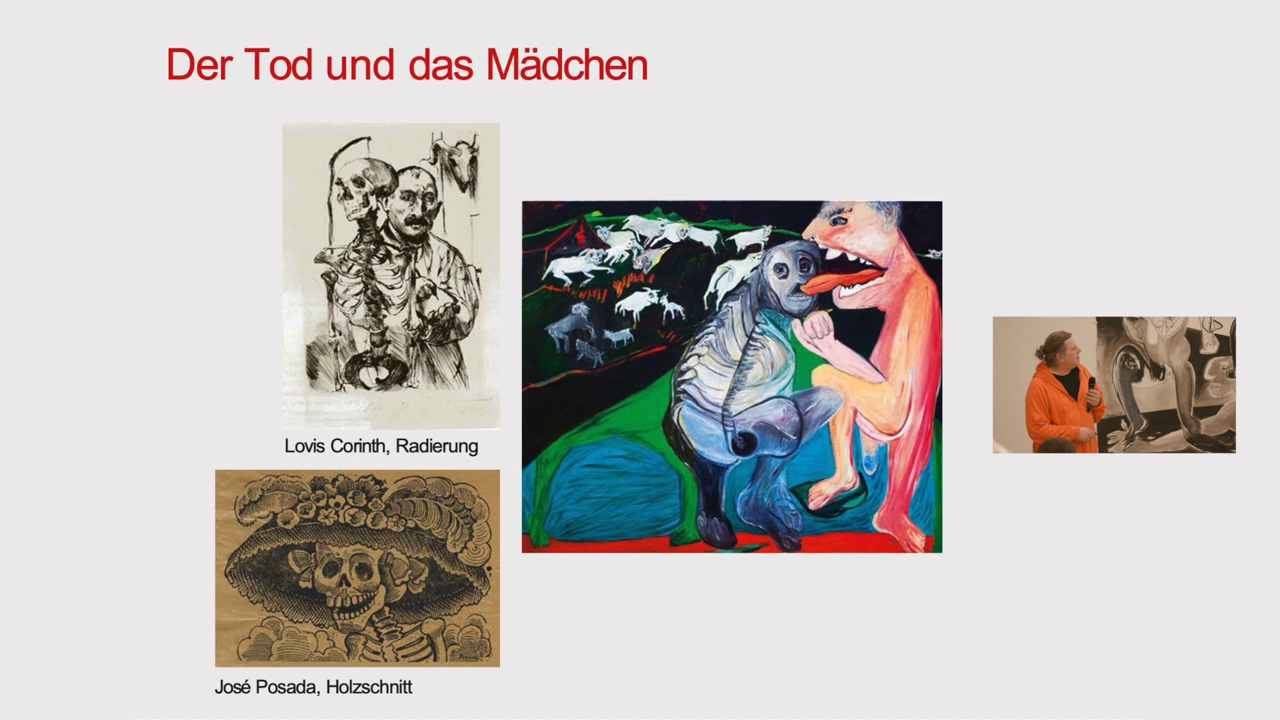 Der Tod und das Mädchen
Lovis Corinth, Radierung
José Posada, Holzschnitt